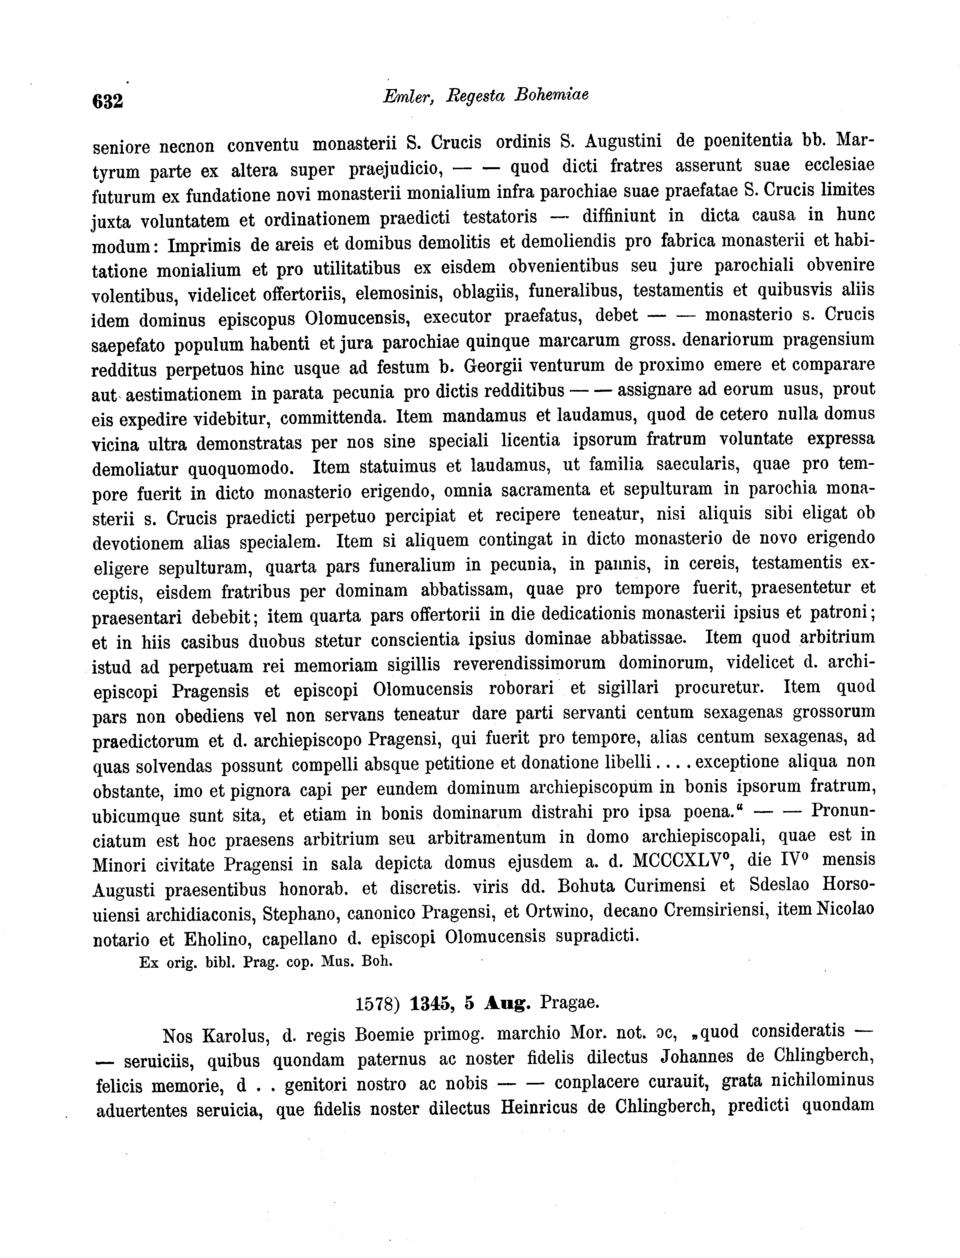 632
Emler, Regesta Bohemiae
seniore necnon conventu monasterii S. Crucis ordinis S. Augustini de poenitentia bb. Mar-
tyrum parte ex altera super praejudicio, — — quod dicti fratres asserunt suae ecclesiae
futurum ex fundatione novi monasterii monialium infra parochiae suae praefatae S. Crucis limites
juxta voluntatem et ordinationem praedicti testatoris — diffiniunt in dicta causa in hunc
modum: Imprimis de areis et domibus demolitis et demoliendis pro fabrica monasterii et habi-
tatione monialium et pro utilitatibus ex eisdem obvenientibus seu jure parochiali obvenire
volentibus, videlicet offertoriis, elemosinis, oblagiis, funeralibus, testamentis et quibusvis aliis
idem dominus episcopus Olomucensis, executor praefatus, debet — — monasterio s. Crucis
saepefato populum habenti et jura parochiae quinque marcarum gross. denariorum pragensium
redditus perpetuos hinc usque ad festum b. Georgii venturum de proximo emere et comparare
aut aestimationem in parata pecunia pro dictis redditibus — — assignare ad eorum usus, prout
eis expedire videbitur, committenda. Item mandamus et laudamus, quod de cetero nulla domus
vicina ultra demonstratas per nos sine speciali licentia ipsorum fratrum voluntate expressa
demoliatur quoquomodo. Item statuimus et laudamus, ut familia saecularis, quae pro tem-
pore fuerit in dicto monasterio erigendo, omnia sacramenta et sepulturam in parochia mona-
sterii s. Crucis praedicti perpetuo percipiat et recipere teneatur, nisi aliquis sibi eligat ob
devotionem alias specialem. Item si aliquem contingat in dicto monasterio de novo erigendo
eligere sepulturam, quarta pars funeralium in pecunia, in pannis, in cereis, testamentis ex-
ceptis, eisdem fratribus per dominam abbatissam, quae pro tempore fuerit, praesentetur et
praesentari debebit; item quarta pars offertorii in die dedicationis monasterii ipsius et patroni;
et in hiis casibus duobus stetur conscientia ipsius dominae abbatissae. Item quod arbitrium
istud ad perpetuam rei memoriam sigillis reverendissimorum dominorum, videlicet d. archi-
episcopi Pragensis et episcopi Olomucensis roborari et sigillari procuretur. Item quod
pars non obediens vel non servans teneatur dare parti servanti centum sexagenas grossorum
praedictorum et d. archiepiscopo Pragensi, qui fuerit pro tempore, alias centum sexagenas, ad
quas solvendas possunt compelli absque petitione et donatione libelli .... exceptione aliqua non
obstante, imo et pignora capi per eundem dominum archiepiscopum in bonis ipsorum fratrum,
ubicumque sunt sita, et etiam in bonis dominarum distrahi pro ipsa poena.“ — — Pronun-
ciatum est hoc praesens arbitrium seu arbitramentum in domo archiepiscopali, quae est in
Minori civitate Pragensi in sala depicta domus ejusdem a. d. MCCCXLVº, die IVº mensis
Augusti praesentibus honorab. et discretis. viris dd. Bohuta Curimensi et Sdeslao Horso-
uiensi archidiaconis, Stephano, canonico Pragensi, et Ortwino, decano Cremsiriensi, item Nicolao
notario et Eholino, capellano d. episcopi Olomucensis supradicti.
Ex orig. bibl. Prag. cop. Mus. Boh.
1578) 1345, 5 Aug. Pragae.
Nos Karolus, d. regis Boemie primog. marchio Mor. not. ɔc, „quod consideratis —
— seruiciis, quibus quondam paternus ac noster fidelis dilectus Johannes de Chlingberch,
felicis memorie, d . . genitori nostro ac nobis — — conplacere curauit, grata nichilominus
aduertentes seruicia, que fidelis noster dilectus Heinricus de Chlingberch, predicti quondam